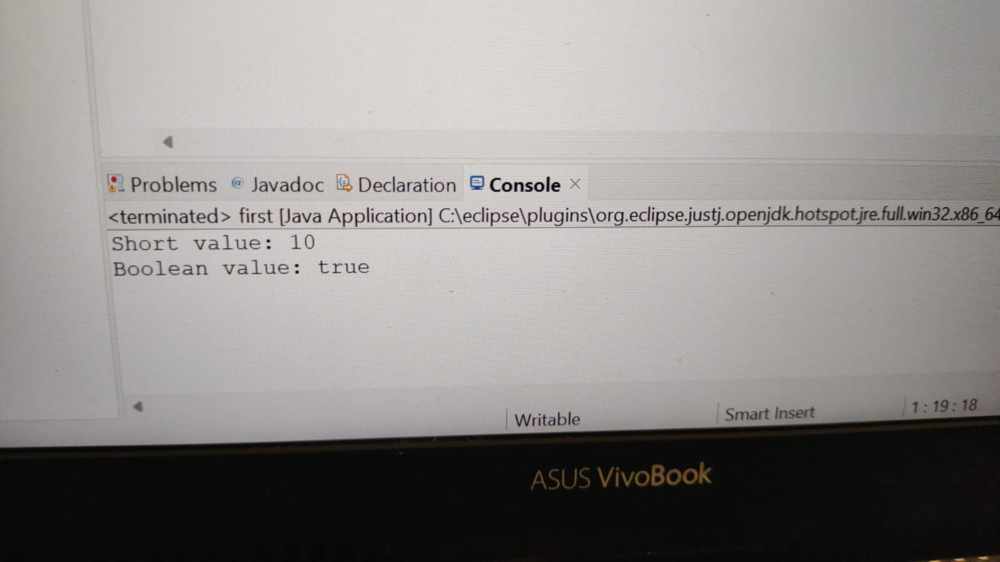 Problems @ Javadoc Declaration Console
<terminated> first [Java Application] C:\eclipse\plugins\org.eclipse.justj.openjdk.hotspot.jre.full.win32.x86_64
Short value: 10
Boolean value: true
Writable Smart Insert 1 : 19 : 18
ASUS VivoBook